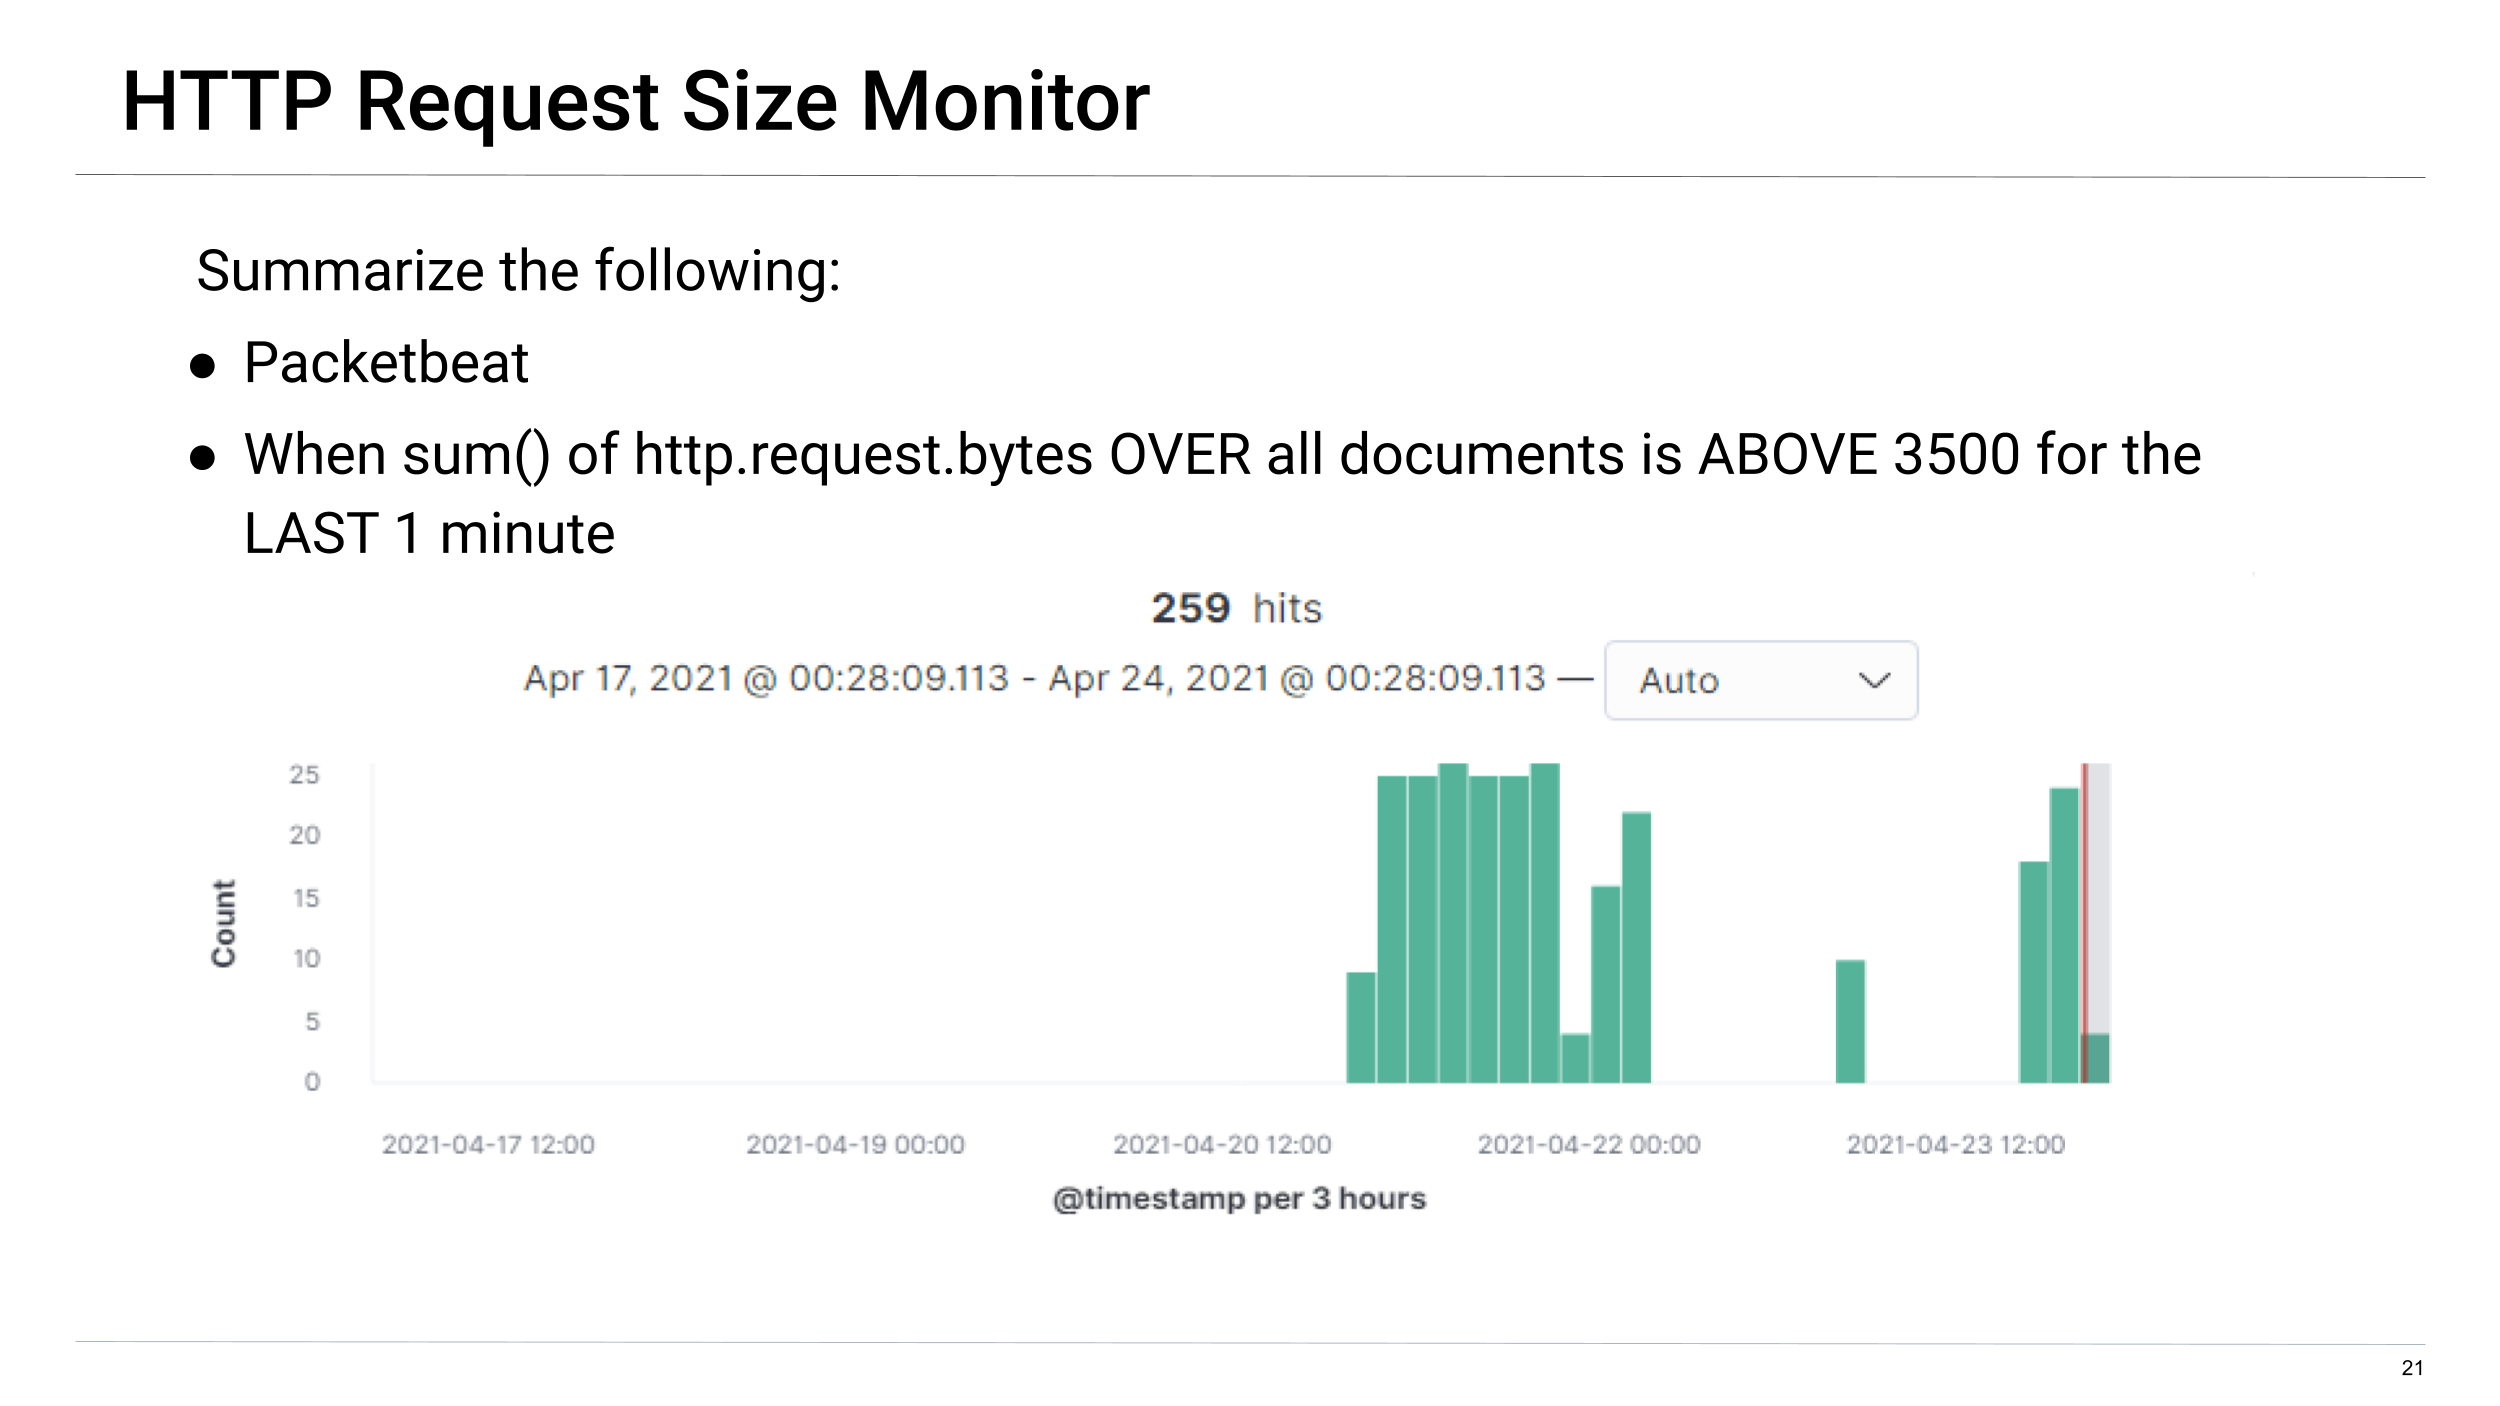 HTTP Request Size Monitor
Summarize the following:
● Packetbeat
● When sum() of http.request.bytes OVER all documents is ABOVE 3500 for the
LAST 1 minute
259 hits
Apr 17, 2021 @ 00:28:09.113 - Apr 24, 2021 @ 00:28:09.113 — Auto
25
20
15
10
5
0
Count
2021-04-17 12:00 2021-04-19 00:00 2021-04-20 12:00 2021-04-22 00:00 2021-04-23 12:00
@timestamp per 3 hours
21